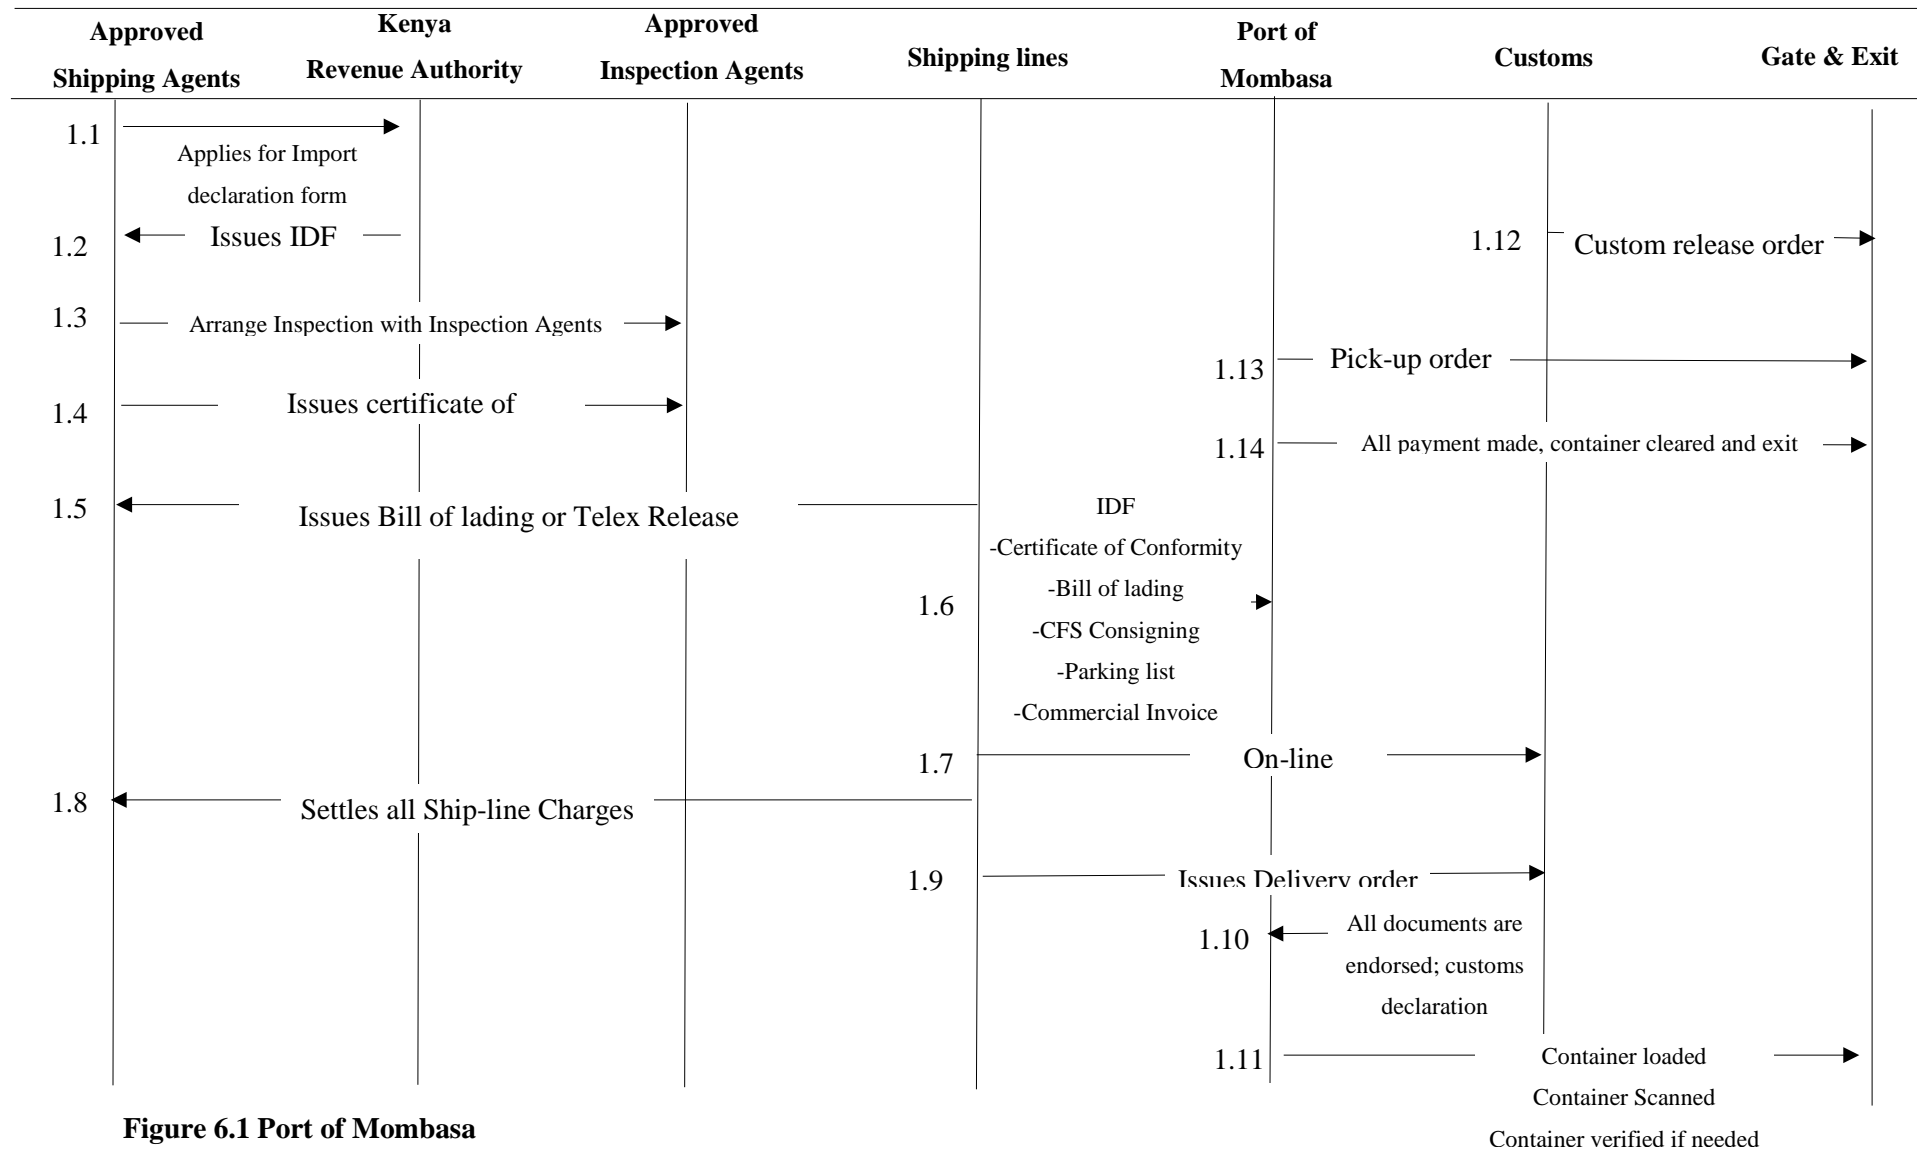 Approved
Shipping Agents
Kenya
Revenue Authority
Approved
Inspection Agents
Shipping lines
Port of
Mombasa
Customs
Gate & Exit
1.1
Applies for Import
declaration form
1.2
Issues IDF
1.12
Custom release order
1.3
Arrange Inspection with Inspection Agents
1.13
Pick-up order
1.4
Issues certificate of
1.14
All payment made, container cleared and exit
1.5
Issues Bill of lading or Telex Release
1.6
IDF
-Certificate of Conformity
-Bill of lading
-CFS Consigning
-Parking list
-Commercial Invoice
1.7
On-line
1.8
Settles all Ship-line Charges
1.9
Issues Delivery order
1.10
All documents are
endorsed; customs
declaration
1.11
Container loaded
Container Scanned
Container verified if needed
Figure 6.1 Port of Mombasa